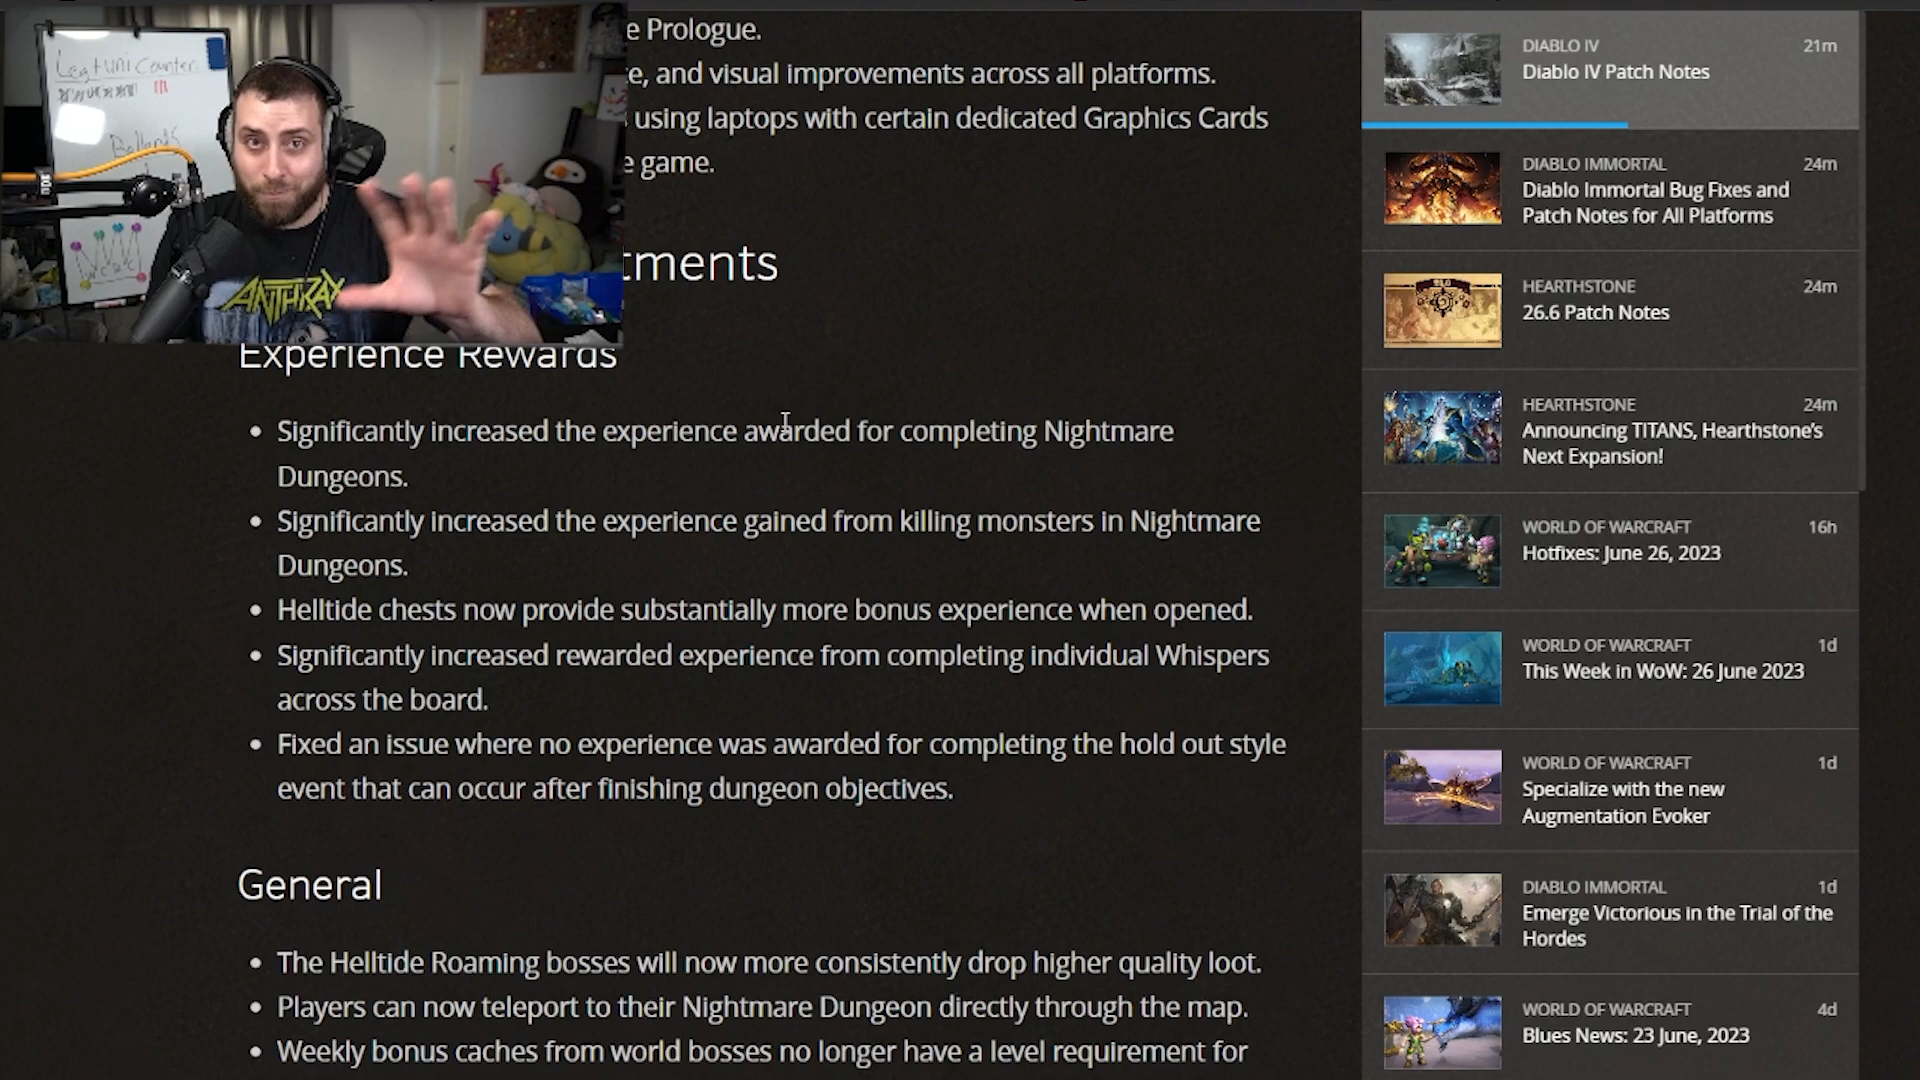 Legtuni Counter:
Bollards
ANTHRAX
e Prologue.
e, and visual improvements across all platforms.
using laptops with certain dedicated Graphics Cards
e game.
tments
Experience Rewards
• Significantly increased the experience awarded for completing Nightmare
Dungeons.
• Significantly increased the experience gained from killing monsters in Nightmare
Dungeons.
• Helltide chests now provide substantially more bonus experience when opened.
• Significantly increased rewarded experience from completing individual Whispers
across the board.
• Fixed an issue where no experience was awarded for completing the hold out style
event that can occur after finishing dungeon objectives.
General
• The Helltide Roaming bosses will now more consistently drop higher quality loot.
• Players can now teleport to their Nightmare Dungeon directly through the map.
• Weekly bonus caches from world bosses no longer have a level requirement for
DIABLO IV 21m
Diablo IV Patch Notes
DIABLO IMMORTAL 24m
Diablo Immortal Bug Fixes and
Patch Notes for All Platforms
HEARTHSTONE 24m
26.6 Patch Notes
HEARTHSTONE 24m
Announcing TITANS, Hearthstone's
Next Expansion!
WORLD OF WARCRAFT 16h
Hotfixes: June 26, 2023
WORLD OF WARCRAFT 1d
This Week in WoW: 26 June 2023
WORLD OF WARCRAFT 1d
Specialize with the new
Augmentation Evoker
DIABLO IMMORTAL 1d
Emerge Victorious in the Trial of the
Hordes
WORLD OF WARCRAFT 4d
Blues News: 23 June, 2023